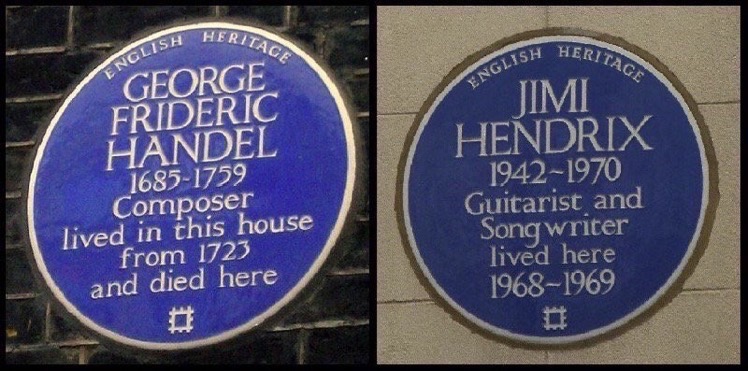 ENGLISH HERITAGE
GEORGE
FRIDERIC
HANDEL
1685~1759
Composer
lived in this house
from 1723
and died here
ENGLISH HERITAGE
JIMI
HENDRIX
1942~1970
Guitarist and
Songwriter
lived here
1968~1969